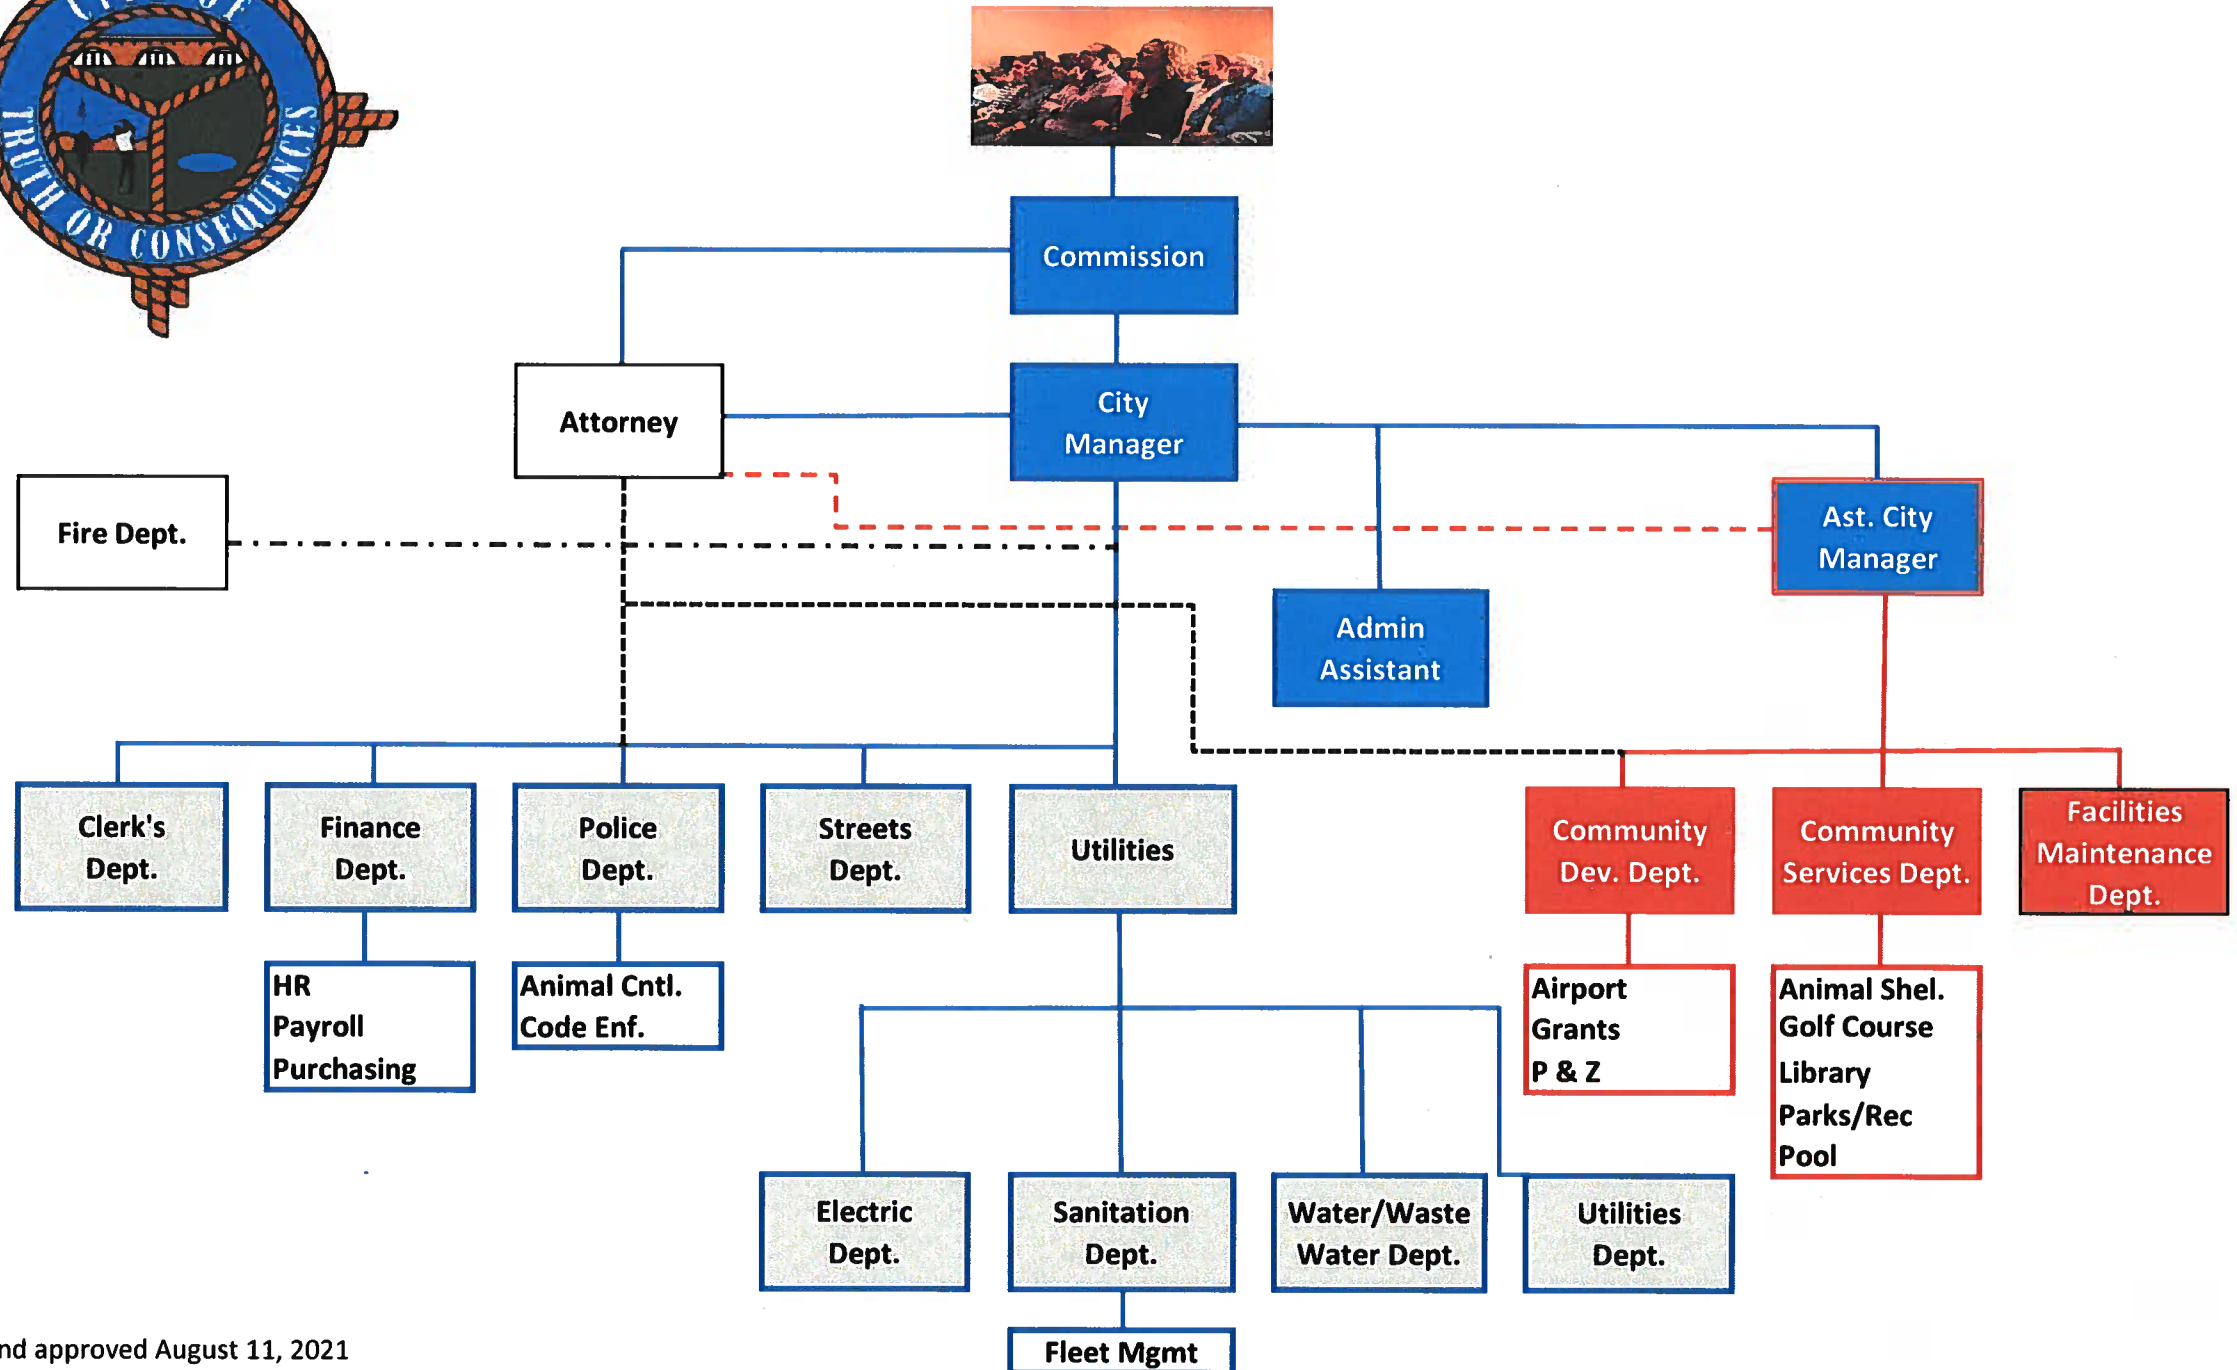 TRUTH OR CONSEQUENCES
Commission
Attorney
City
Manager
Fire Dept.
Ast. City
Manager
Admin
Assistant
Clerk's
Dept.
Finance
Dept.
Police
Dept.
Streets
Dept.
Utilities
Community
Dev. Dept.
Community
Services Dept.
Facilities
Maintenance
Dept.
HR
Payroll
Purchasing
Animal Cntl.
Code Enf.
Airport
Grants
P & Z
Animal Shel.
Golf Course
Library
Parks/Rec
Pool
Electric
Dept.
Sanitation
Dept.
Water/Waste
Water Dept.
Utilities
Dept.
Fleet Mgmt
approved August 11, 2021